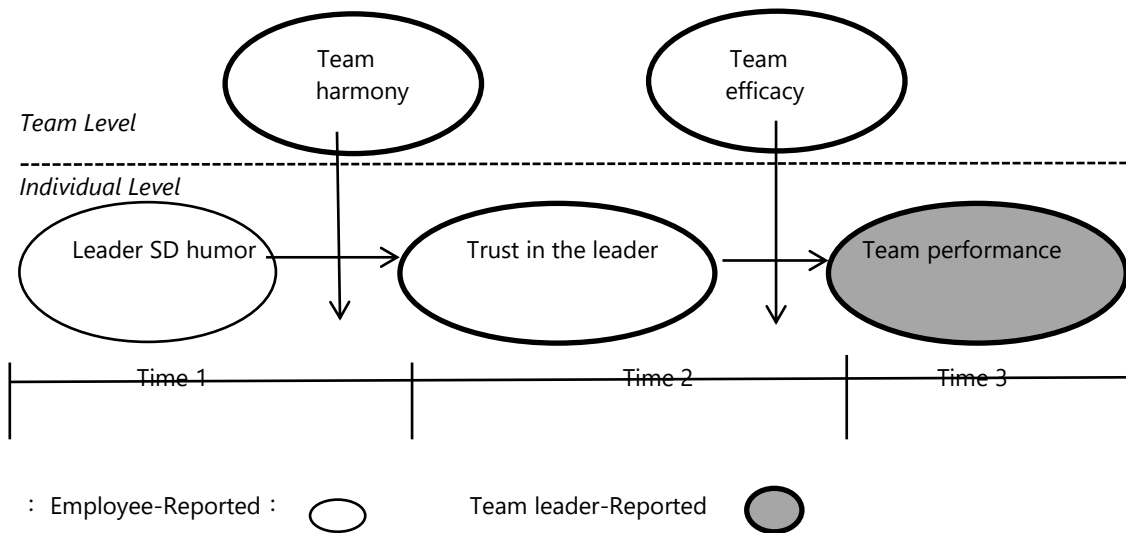 Team
harmony
Team
efficacy
Team Level
Individual Level
Leader SD humor
Trust in the leader
Team performance
Time 1
Time 2
Time 3
： Employee-Reported：
Team leader-Reported